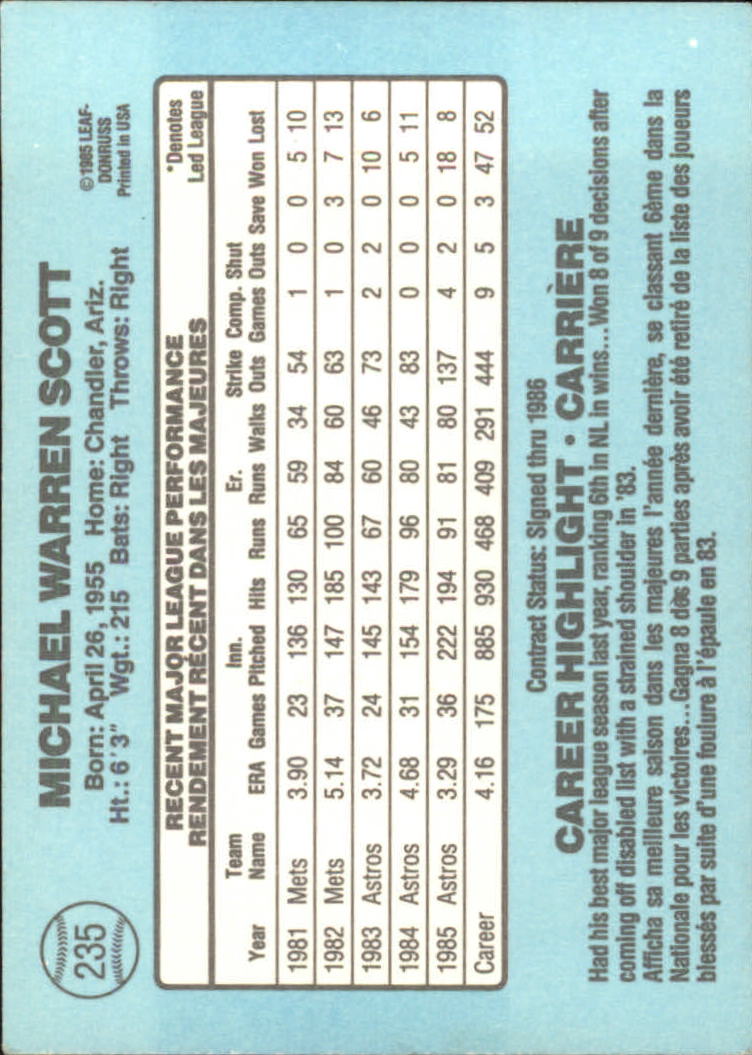 235
MICHAEL WARREN SCOTT
Born: April 26, 1955 Home: Chandler, Ariz.
Ht.: 6'3" Wgt.: 215 Bats: Right Throws: Right
©1985 LEAF-
DONRUSS
Printed in USA
RECENT MAJOR LEAGUE PERFORMANCE
RENDEMENT RÉCENT DANS LES MAJEURES
*Denotes
Led League
Team Inn. Er. Strike Comp. Shut
Year Name ERA Games Pitched Hits Runs Runs Walks Outs Games Outs Save Won Lost
1981 Mets 3.90 23 136 130 65 59 34 54 1 0 0 5 10
1982 Mets 5.14 37 147 185 100 84 60 63 1 0 3 7 13
1983 Astros 3.72 24 145 143 67 60 46 73 2 2 0 10 6
1984 Astros 4.68 31 154 179 96 80 43 83 0 0 0 5 11
1985 Astros 3.29 36 222 194 91 81 80 137 4 2 0 18 8
Career 4.16 175 885 930 468 409 291 444 9 5 3 47 52
Contract Status: Signed thru 1986
CAREER HIGHLIGHT • CARRIÈRE
Had his best major league season last year, ranking 6th in NL in wins...Won 8 of 9 decisions after
coming off disabled list with a strained shoulder in '83.
Afficha sa meilleure saison dans les majeures l'année dernière, se classant 6ème dans la
Nationale pour les victoires...Gagna 8 dès 9 parties après avoir été retiré de la liste des joueurs
blessés par suite d'une foulure à l'épaule en 83.